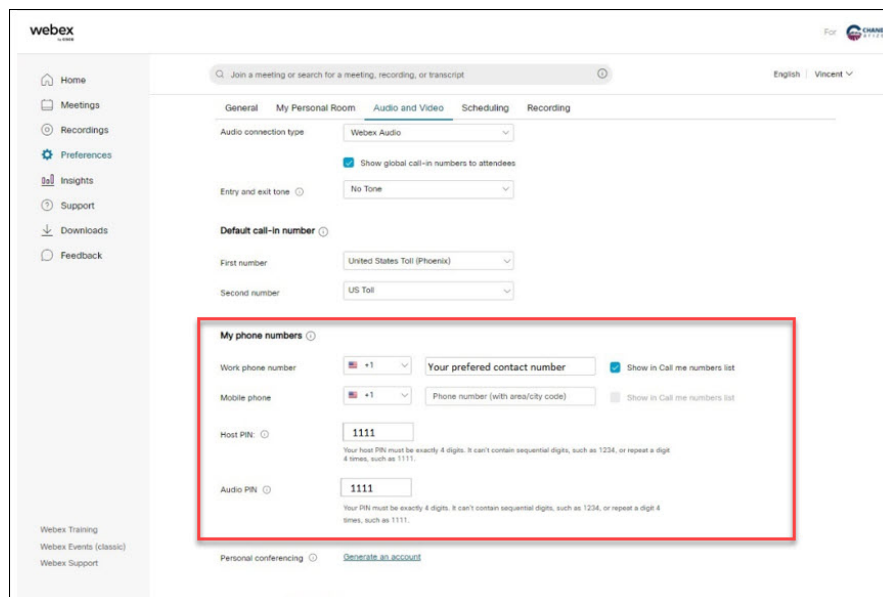 webex
by CISCO
For
Join a meeting or search for a meeting, recording, or transcript
English
Vincent
Home
Meetings
Recordings
Preferences
Insights
Support
Downloads
Feedback
General My Personal Room Audio and Video Scheduling Recording
Audio connection type
Webex Audio
Show global call-in numbers to attendees
Entry and exit tone
No Tone
Default call-in number
First number
United States Toll (Phoenix)
Second number
US Toll
My phone numbers
Work phone number
+1
Your prefered contact number
Show in Call me numbers list
Mobile phone
+1
Phone number (with area/city code)
Show in Call me numbers list
Host PIN:
1111
Your host PIN must be exactly 4 digits. It can't contain sequential digits, such as 1234, or repeat a digit
4 times, such as 1111.
Audio PIN
1111
Your PIN must be exactly 4 digits. It can't contain sequential digits, such as 1234, or repeat a digit 4
times, such as 1111.
Personal conferencing
Generate an account
Webex Training
Webex Events (classic)
Webex Support